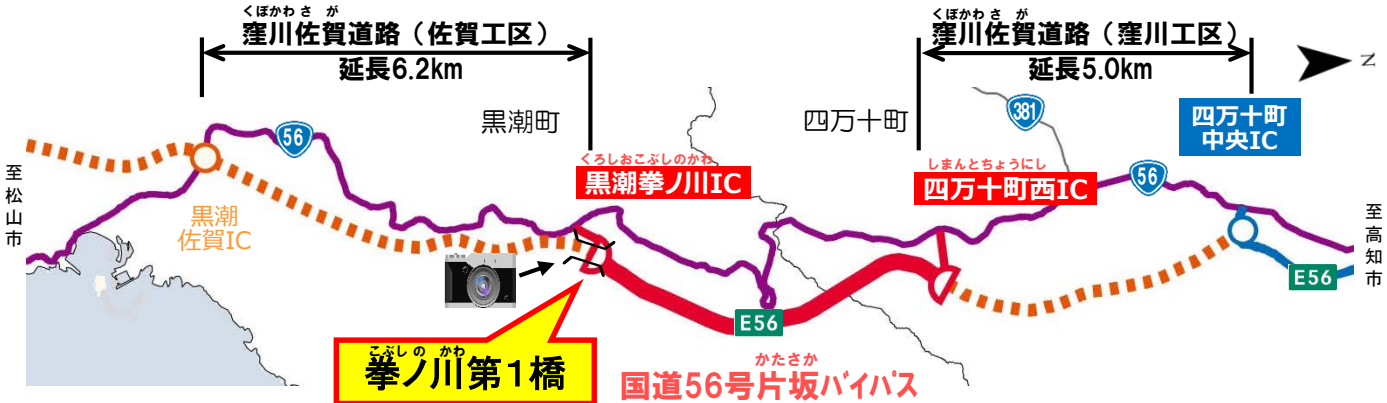 くぼかわさが
窪川佐賀道路（佐賀工区）
延長6.2km
くぼかわさが
窪川佐賀道路（窪川工区）
延長5.0km
N
黒潮町
四万十町
381
四万十町
中央IC
56
至松山市
くろしおこぶしのかわ
黒潮拳ノ川IC
しまんとちょうにし
四万十町西IC
56
至高知市
黒潮
佐賀IC
E56
E56
こぶしのかわ
拳ノ川第1橋
かたさか
国道56号片坂バイパス